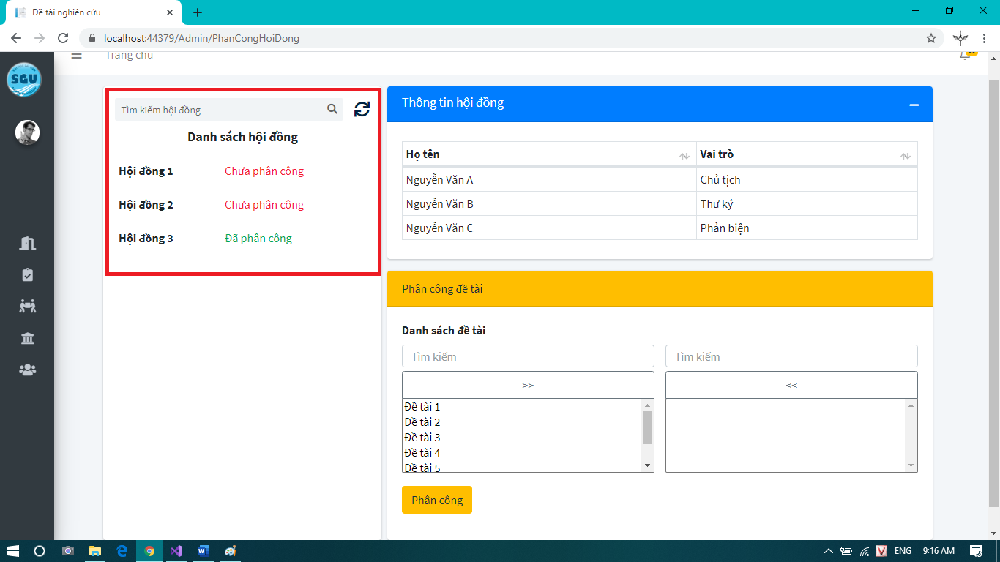 Đề tài nghiên cứu
localhost:44379/Admin/PhanCongHoiDong
SGU
Trang chủ
Tìm kiếm hội đồng
Danh sách hội đồng
Hội đồng 1 Chưa phân công
Hội đồng 2 Chưa phân công
Hội đồng 3 Đã phân công
Thông tin hội đồng
Họ tên Vai trò
Nguyễn Văn A Chủ tịch
Nguyễn Văn B Thư ký
Nguyễn Văn C Phản biện
Phân công đề tài
Danh sách đề tài
Tìm kiếm Tìm kiếm
>> <<
Đề tài 1
Đề tài 2
Đề tài 3
Đề tài 4
Đề tài 5
Phân công
ENG 9:16 AM